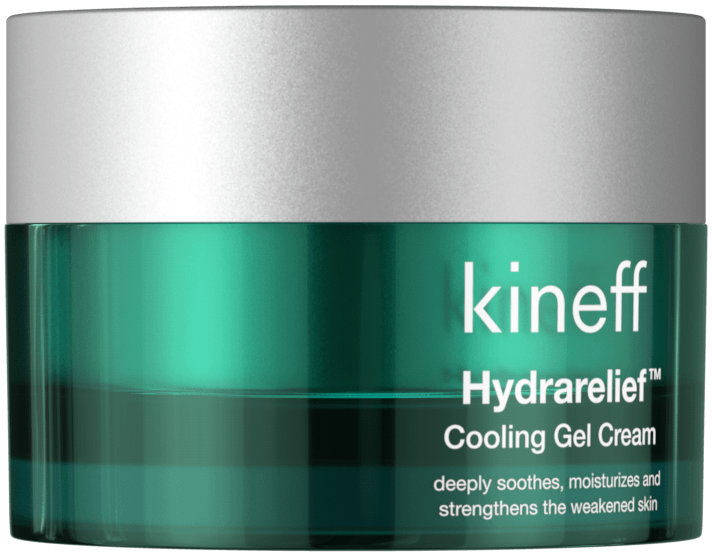 kineff
Hydrarelief™
Cooling Gel Cream
deeply soothes, moisturizes and
strengthens the weakened skin